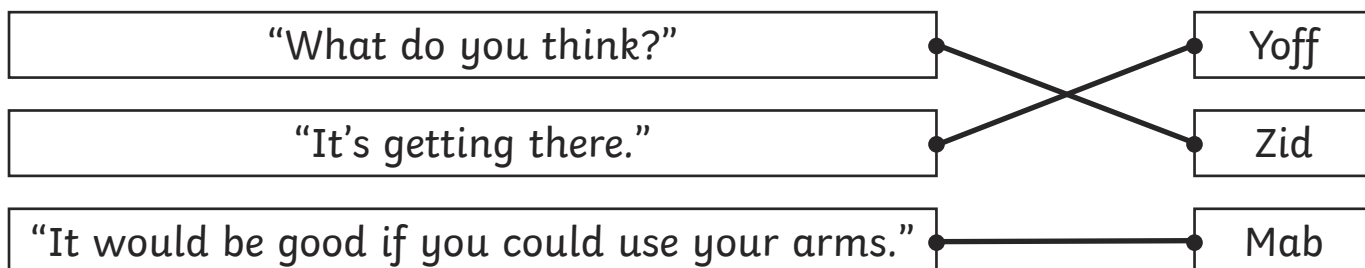 “What do you think?” Yoff
“It’s getting there.” Zid
“It would be good if you could use your arms.” Mab